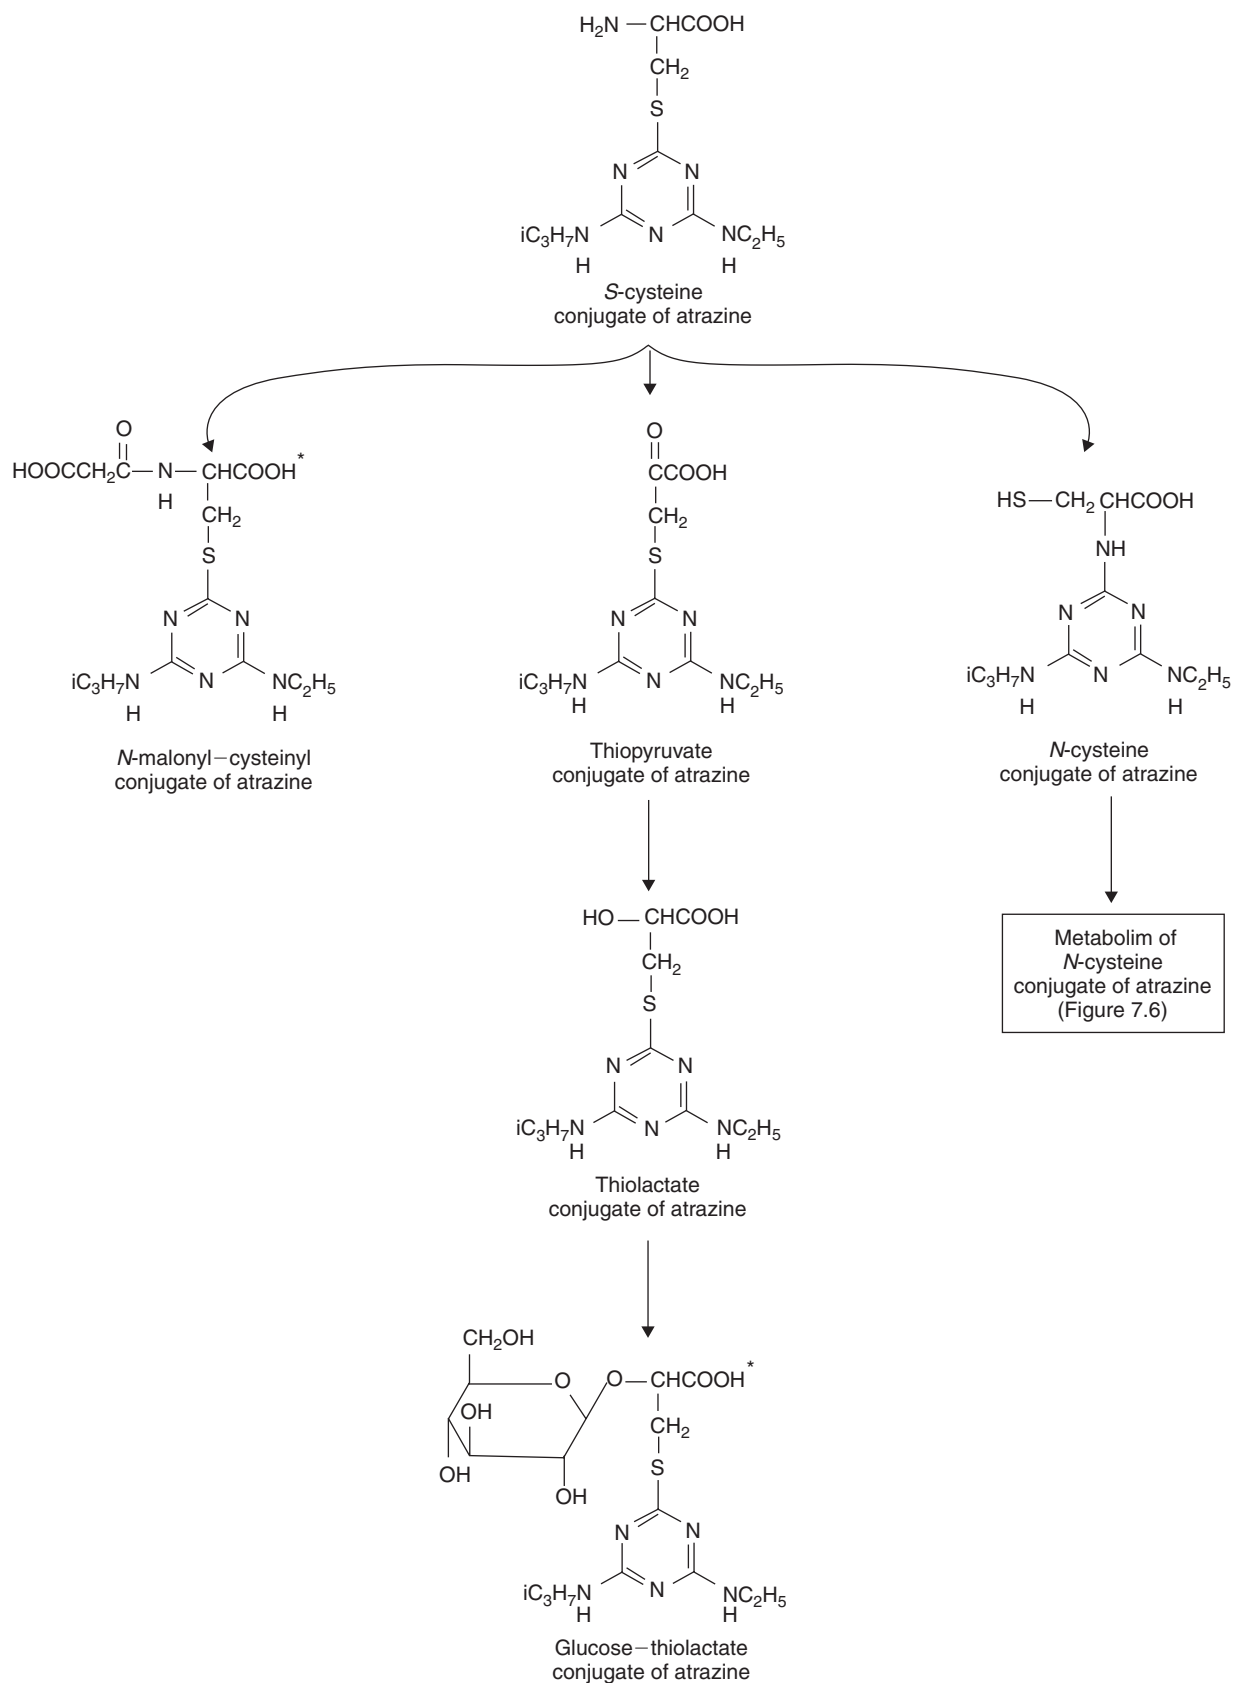 H₂N—CHCOOH
CH₂
S
N N
iC₃H₇N N NC₂H₅
H H
S-cysteine
conjugate of atrazine
O
HOOCCH₂C—N—CHCOOH*
H
CH₂
S
N N
iC₃H₇N N NC₂H₅
H H
N-malonyl–cysteinyl
conjugate of atrazine
O
CCOOH
CH₂
S
N N
iC₃H₇N N NC₂H₅
H H
Thiopyruvate
conjugate of atrazine
HS—CH₂CHCOOH
NH
N N
iC₃H₇N N NC₂H₅
H H
N-cysteine
conjugate of atrazine
HO—CHCOOH
CH₂
S
N N
iC₃H₇N N NC₂H₅
H H
Thiolactate
conjugate of atrazine
Metabolim of
N-cysteine
conjugate of atrazine
(Figure 7.6)
CH₂OH
O O—CHCOOH*
OH
CH₂
S
OH
OH
N N
iC₃H₇N N NC₂H₅
H H
Glucose–thiolactate
conjugate of atrazine